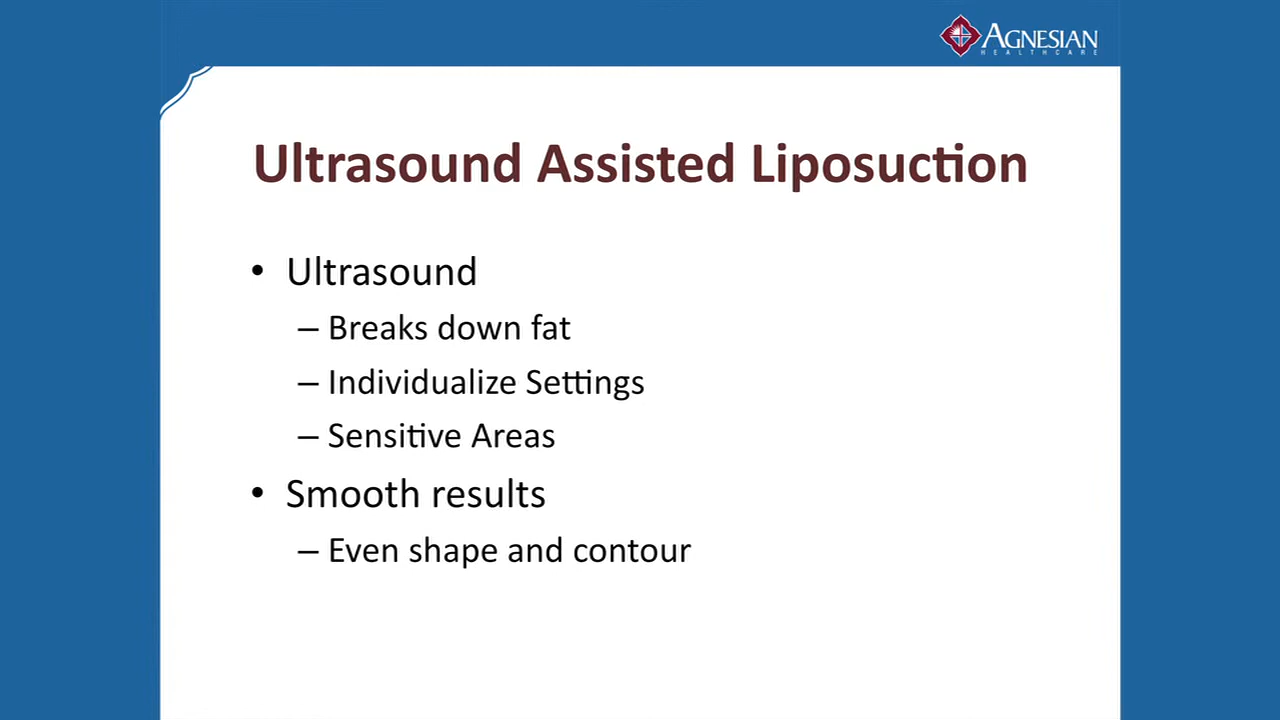 AGNESIAN
HEALTHCARE
Ultrasound Assisted Liposuction
• Ultrasound
– Breaks down fat
– Individualize Settings
– Sensitive Areas
• Smooth results
– Even shape and contour